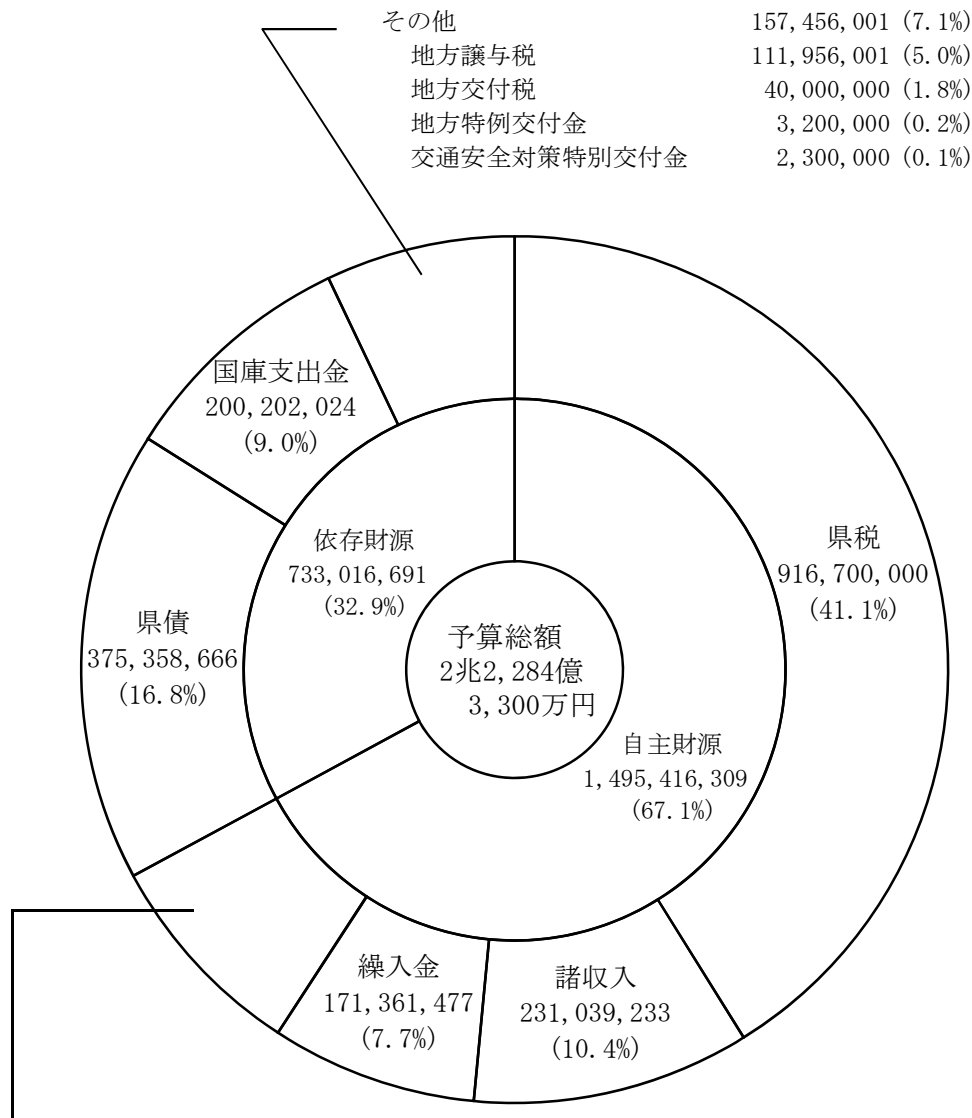 その他 157,456,001 (7.1%)
地方譲与税 111,956,001 (5.0%)
地方交付税 40,000,000 (1.8%)
地方特例交付金 3,200,000 (0.2%)
交通安全対策特別交付金 2,300,000 (0.1%)
国庫支出金
200,202,024
(9.0%)
依存財源
733,016,691
(32.9%)
県税
916,700,000
(41.1%)
県債
375,358,666
(16.8%)
予算総額
2兆2,284億
3,300万円
自主財源
1,495,416,309
(67.1%)
繰入金
171,361,477
(7.7%)
諸収入
231,039,233
(10.4%)